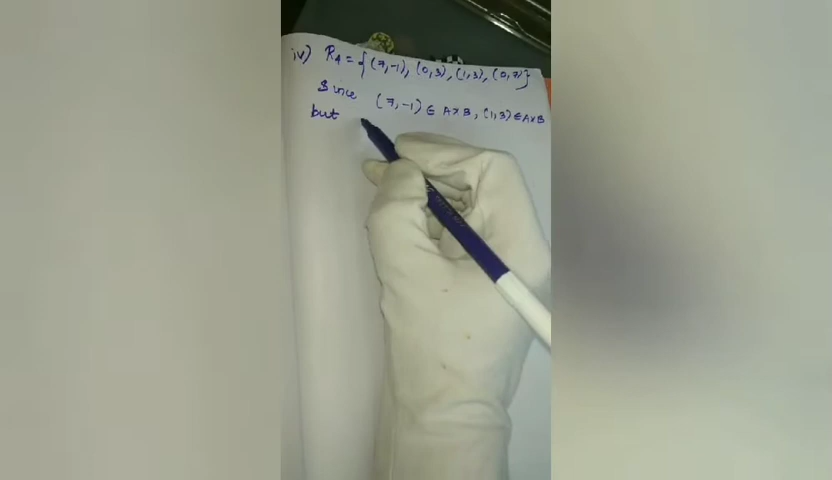 iv) R4 = {(7,-1), (0,3), (1,3), (0,7)}
Since (7,-1) ∈ A×B, (1,3) ∈ A×B
but